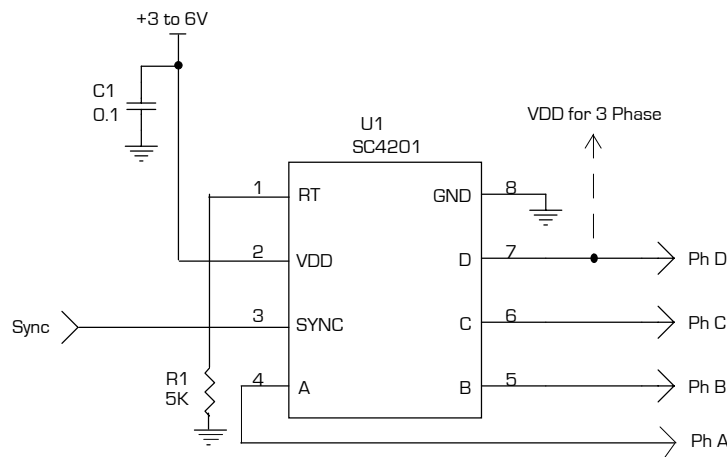 +3 to 6V
C1
0.1
U1
SC4201
VDD for 3 Phase
1
RT
GND
8
2
VDD
D
7
Ph D
Sync
3
SYNC
C
6
Ph C
R1
5K
4
A
B
5
Ph B
Ph A